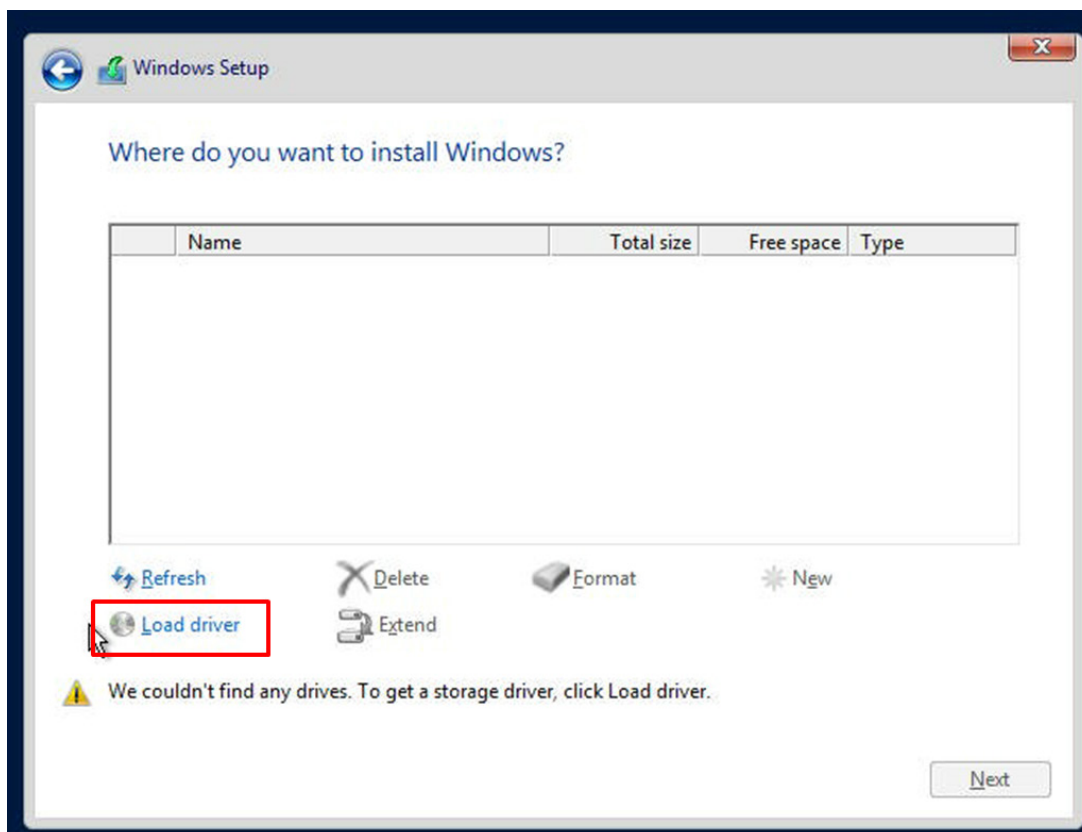 Windows Setup
Where do you want to install Windows?
Name Total size Free space Type
Refresh Delete Format New
Load driver Extend
We couldn't find any drives. To get a storage driver, click Load driver.
Next